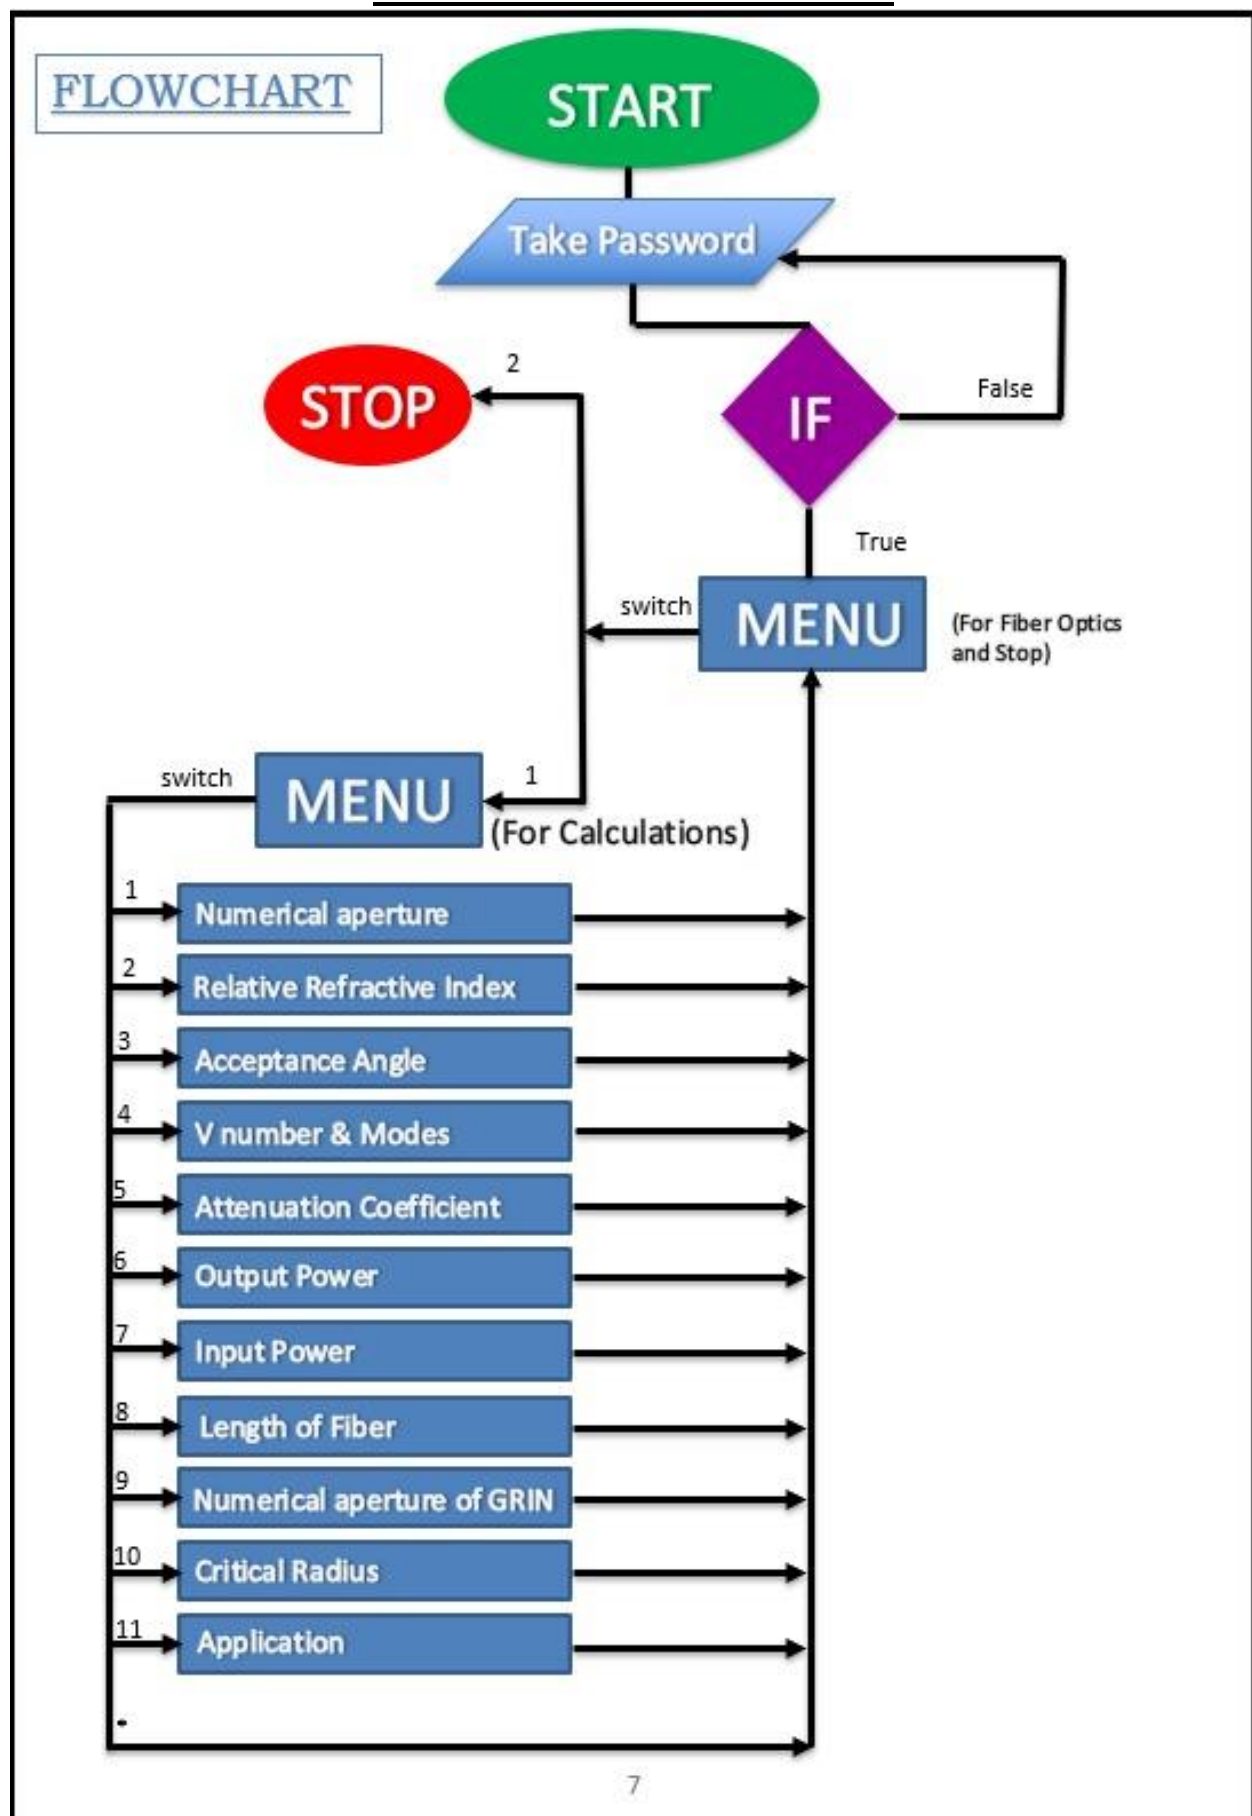 FLOWCHART
START
Take Password
2
STOP
IF
False
True
switch
MENU
(For Fiber Optics
and Stop)
switch
MENU
1
(For Calculations)
1
Numerical aperture
2
Relative Refractive Index
3
Acceptance Angle
4
V number & Modes
5
Attenuation Coefficient
6
Output Power
7
Input Power
8
Length of Fiber
9
Numerical aperture of GRIN
10
Critical Radius
11
Application
7